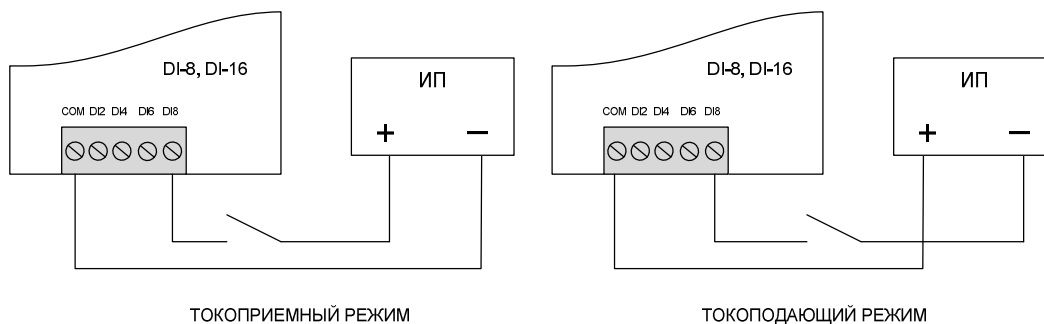 DI-8, DI-16
ИП
COM DI2 DI4 DI6 DI8
+ −
ТОКОПРИЕМНЫЙ РЕЖИМ
DI-8, DI-16
ИП
COM DI2 DI4 DI6 DI8
+ −
ТОКОПОДАЮЩИЙ РЕЖИМ